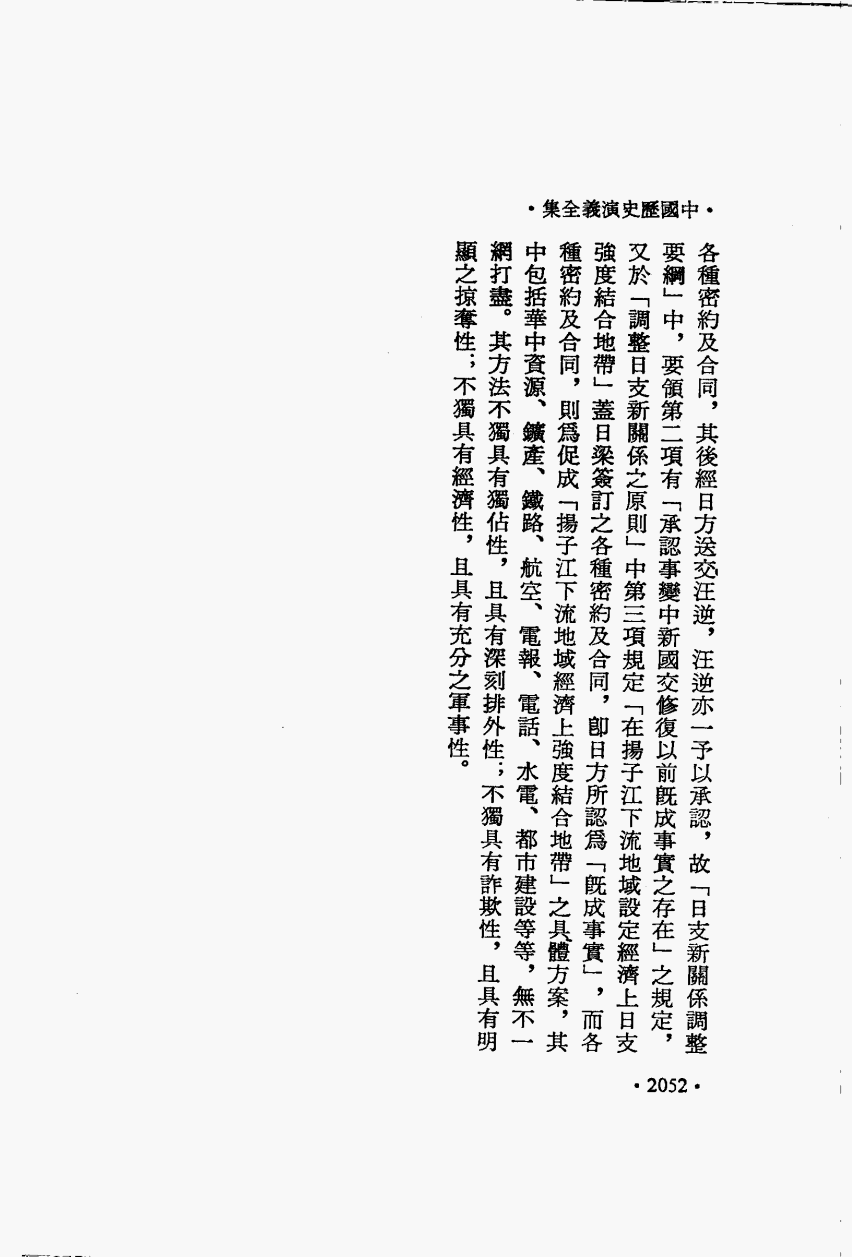 •中國歷史演義全集•
各種密約及合同，其後經日方送交汪逆，汪逆亦一予以承認，故「日支新關係調整
要綱」中，要領第二項有「承認事變中新國交修復以前旣成事實之存在」之規定，
又於「調整日支新關係之原則」中第三項規定「在揚子江下流地域設定經濟上日支
強度結合地帶」蓋日梁簽訂之各種密約及合同，卽日方所認爲「旣成事實」，而各
種密約及合同，則爲促成「揚子江下流地域經濟上強度結合地帶」之具體方案，其
中包括華中資源、鑛產、鐵路、航空、電報、電話、水電、都市建設等等，無不一
網打盡。其方法不獨具有獨佔性，且具有深刻排外性；不獨具有詐欺性，且具有明
顯之掠奪性；不獨具有經濟性，且具有充分之軍事性。
•2052•